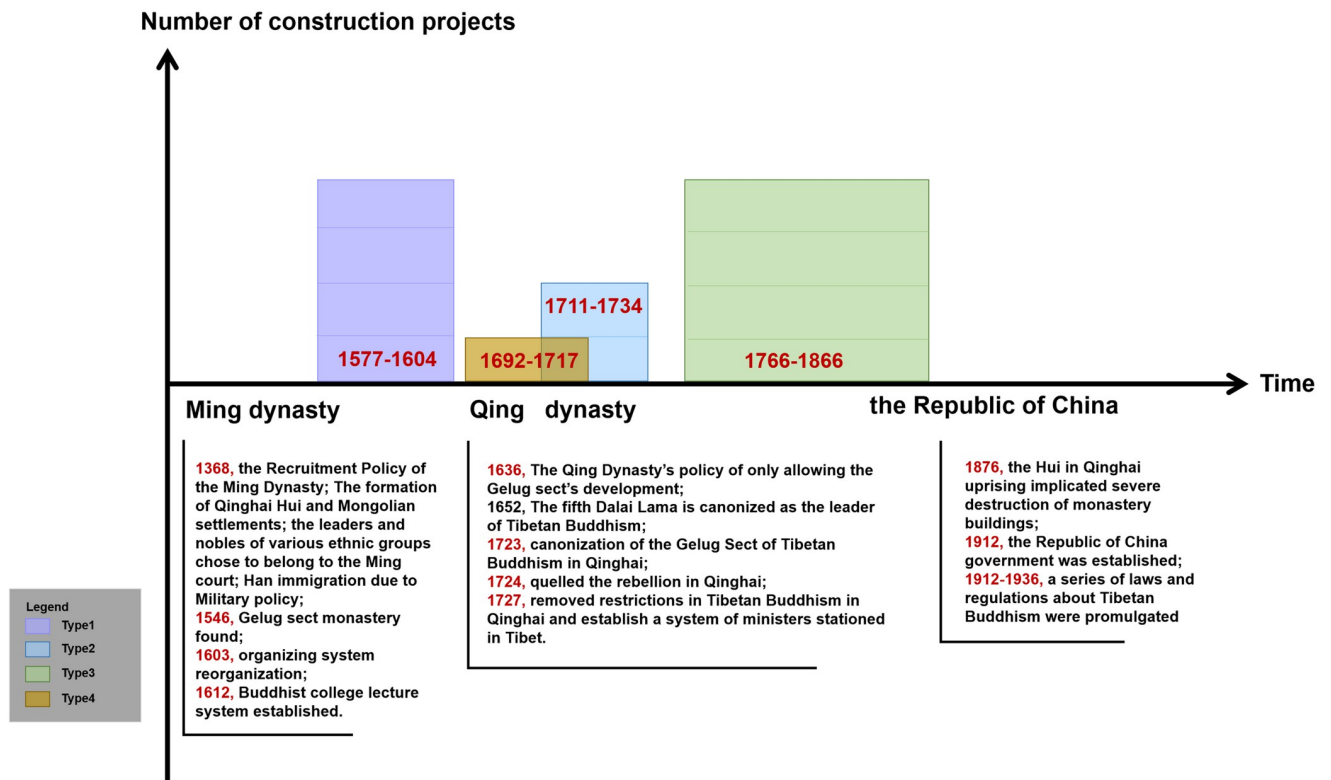 Number of construction projects
1711-1734
1577-1604
1692-1717
1766-1866
Time
Ming dynasty
Qing dynasty
the Republic of China
1368, the Recruitment Policy of
the Ming Dynasty; The formation
of Qinghai Hui and Mongolian
settlements; the leaders and
nobles of various ethnic groups
chose to belong to the Ming
court; Han immigration due to
Military policy;
1546, Gelug sect monastery
found;
1603, organizing system
reorganization;
1612, Buddhist college lecture
system established.
1636, The Qing Dynasty’s policy of only allowing the
Gelug sect’s development;
1652, The fifth Dalai Lama is canonized as the leader
of Tibetan Buddhism;
1723, canonization of the Gelug Sect of Tibetan
Buddhism in Qinghai;
1724, quelled the rebellion in Qinghai;
1727, removed restrictions in Tibetan Buddhism in
Qinghai and establish a system of ministers stationed
in Tibet.
1876, the Hui in Qinghai
uprising implicated severe
destruction of monastery
buildings;
1912, the Republic of China
government was established;
1912-1936, a series of laws and
regulations about Tibetan
Buddhism were promulgated
Legend
Type1
Type2
Type3
Type4